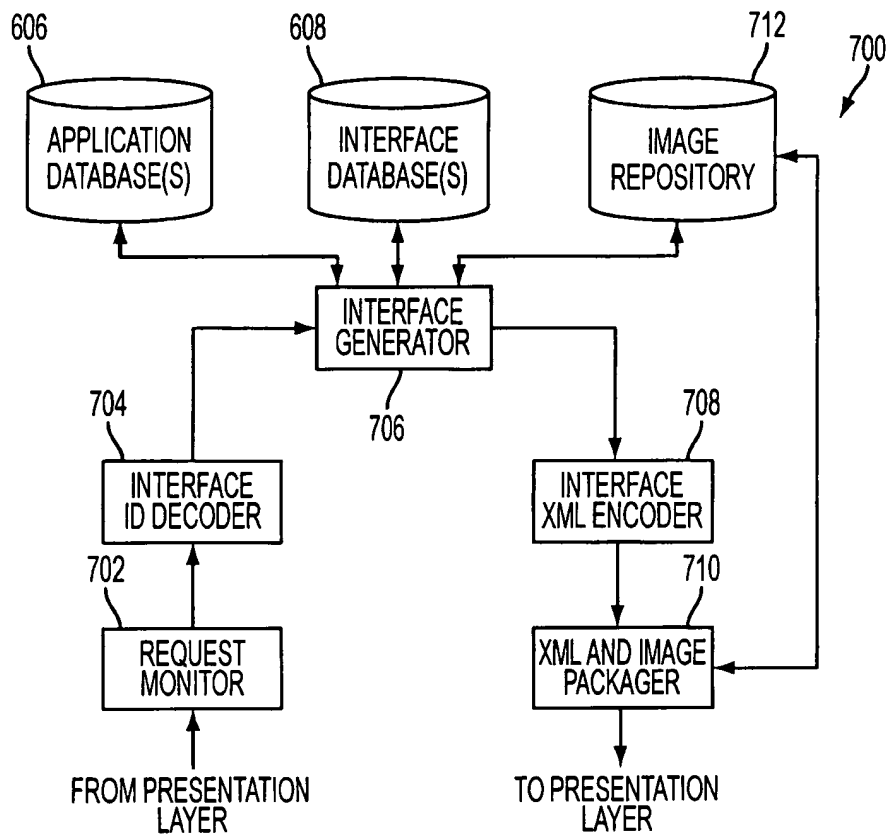 606
608
712
700
APPLICATION
DATABASE(S)
INTERFACE
DATABASE(S)
IMAGE
REPOSITORY
INTERFACE
GENERATOR
706
704
INTERFACE
ID DECODER
708
INTERFACE
XML ENCODER
702
REQUEST
MONITOR
710
XML AND IMAGE
PACKAGER
FROM PRESENTATION
LAYER
TO PRESENTATION
LAYER